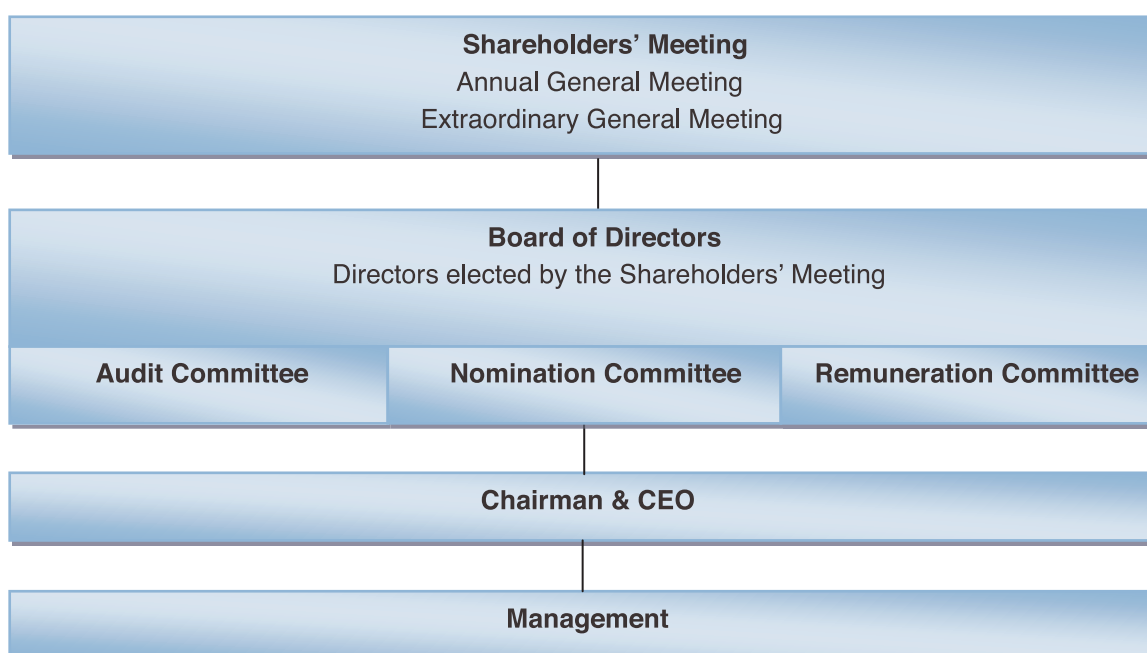 Shareholders’ Meeting
Annual General Meeting
Extraordinary General Meeting
Board of Directors
Directors elected by the Shareholders’ Meeting
Audit Committee
Nomination Committee
Remuneration Committee
Chairman & CEO
Management